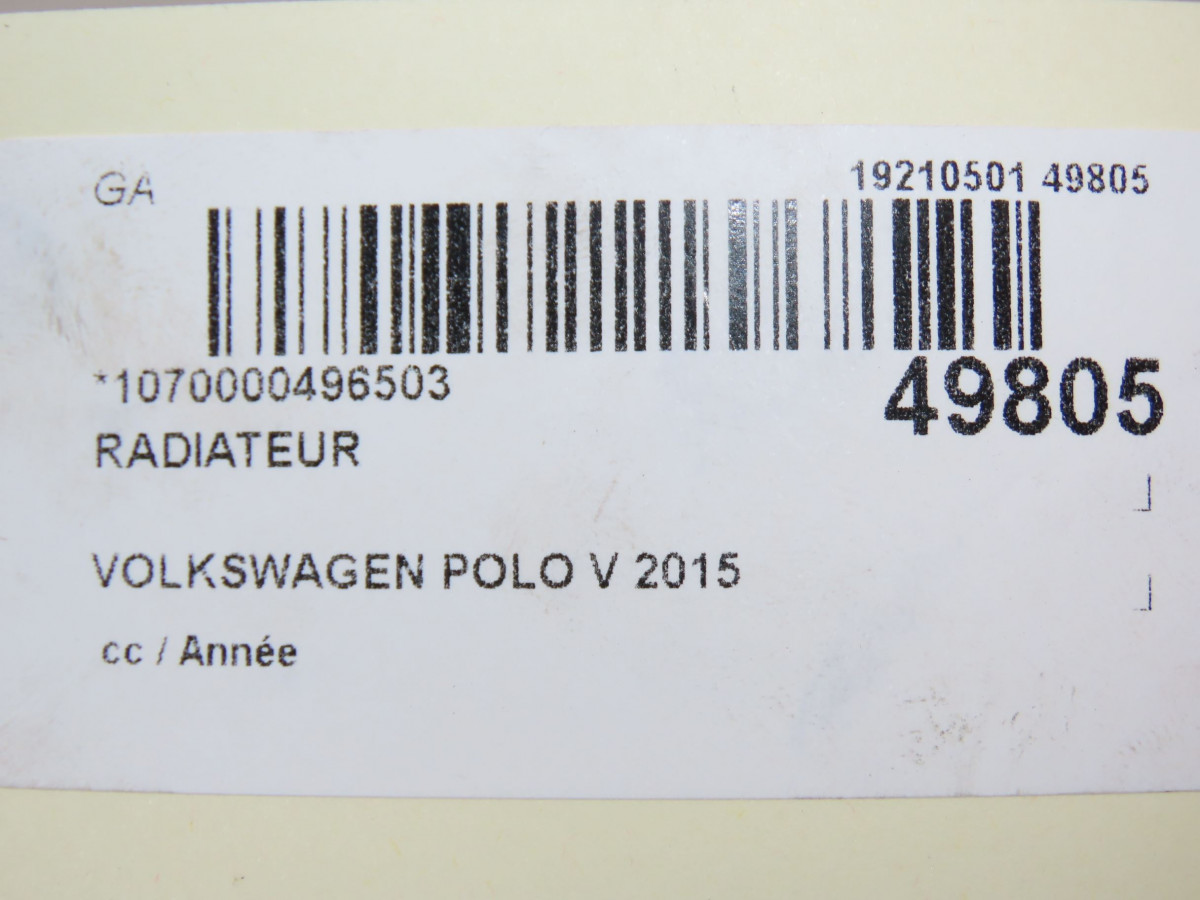 GA
19210501 49805
*1070000496503
49805
RADIATEUR
VOLKSWAGEN POLO V 2015
cc / Année